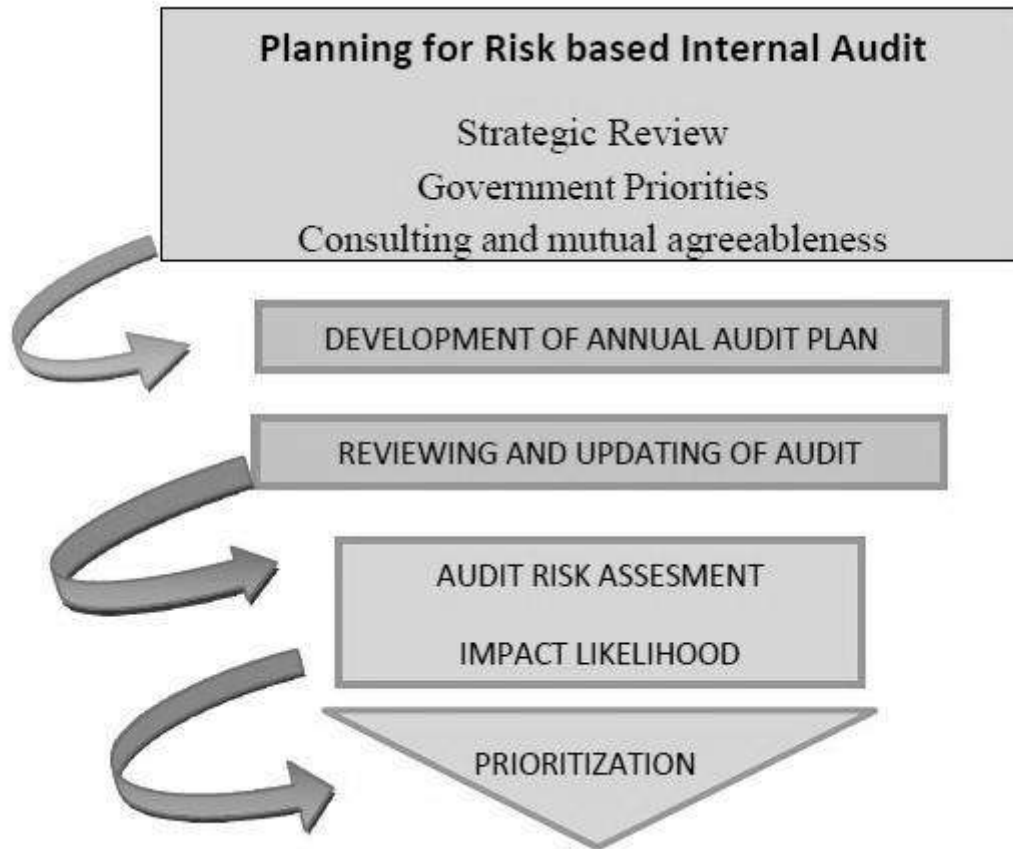 Planning for Risk based Internal Audit
Strategic Review
Government Priorities
Consulting and mutual agreeableness
DEVELOPMENT OF ANNUAL AUDIT PLAN
REVIEWING AND UPDATING OF AUDIT
AUDIT RISK ASSESMENT
IMPACT LIKELIHOOD
PRIORITIZATION